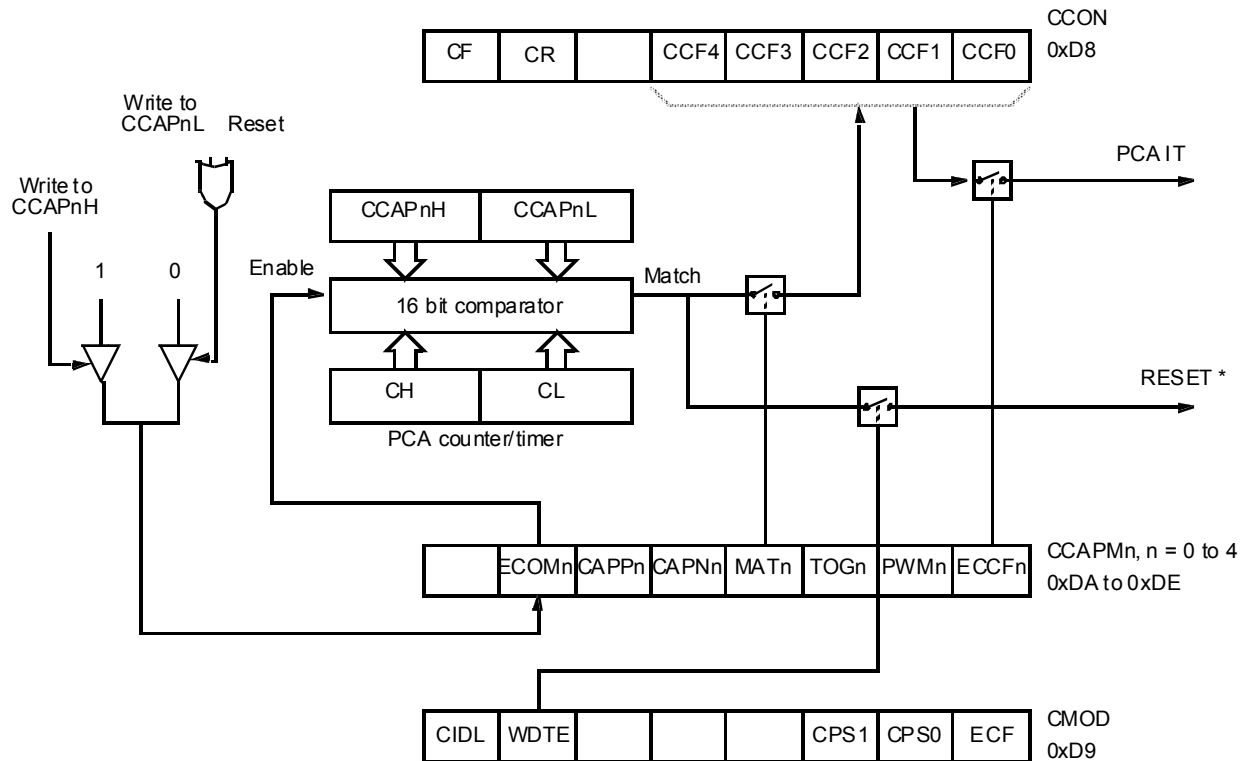 CCON
0xD8
CF CR CCF4 CCF3 CCF2 CCF1 CCF0
Write to
CCAPnL Reset
PCA IT
Write to
CCAPnH
CCAPnH CCAPnL
1 0 Enable
Match
16 bit comparator
CH CL
RESET *
PCA counter/timer
ECOMn CAPPn CAPNn MATn TOGn PWMn ECCFn
CCAPMn, n = 0 to 4
0xDA to 0xDE
CIDL WDTE CPS1 CPS0 ECF
CMOD
0xD9